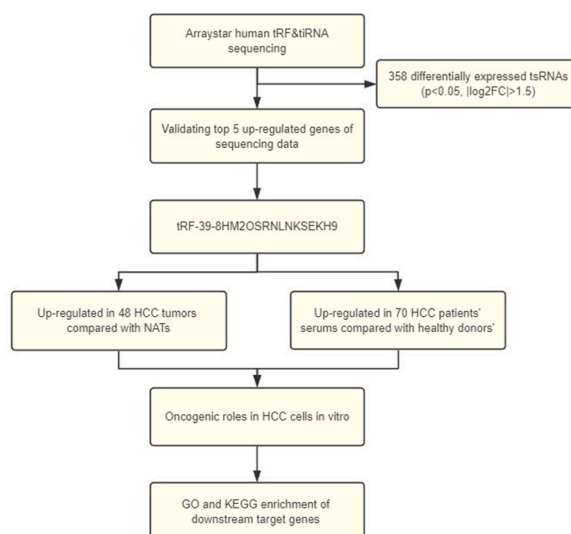 Arraystar human tRF&tiRNA
sequencing
358 differentially expressed tsRNAs
(p<0.05, |log2FC|>1.5)
Validating top 5 up-regulated genes of
sequencing data
tRF-39-8HM2OSRNLNKSEKH9
Up-regulated in 48 HCC tumors
compared with NATs
Up-regulated in 70 HCC patients'
serums compared with healthy donors'
Oncogenic roles in HCC cells in vitro
GO and KEGG enrichment of
downstream target genes